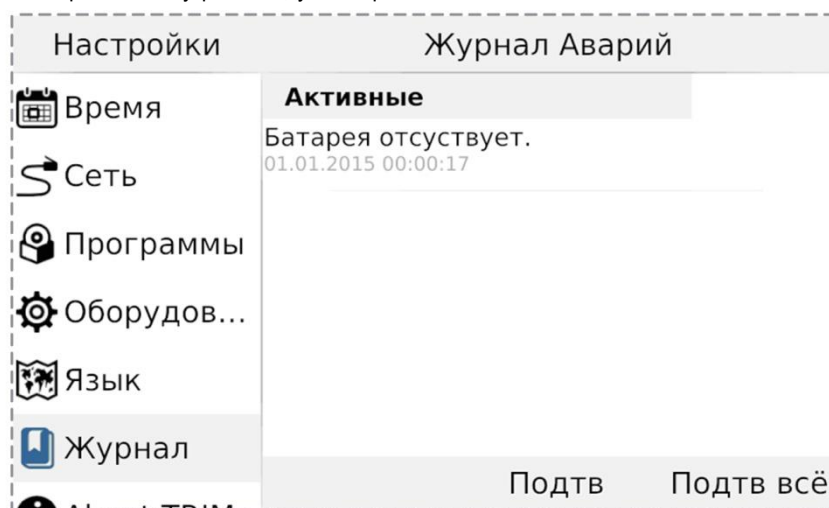 Настройки
Журнал Аварий
Время
Сеть
Программы
Оборудов...
Язык
Журнал
Активные
Батарея отсуствует.
01.01.2015 00:00:17
Подтв
Подтв всё